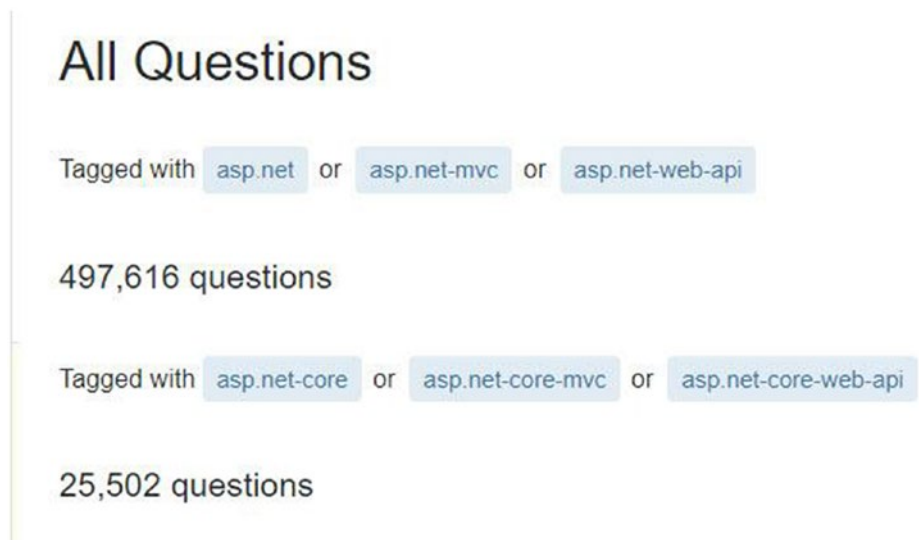 All Questions
Tagged with asp.net or asp.net-mvc or asp.net-web-api
497,616 questions
Tagged with asp.net-core or asp.net-core-mvc or asp.net-core-web-api
25,502 questions